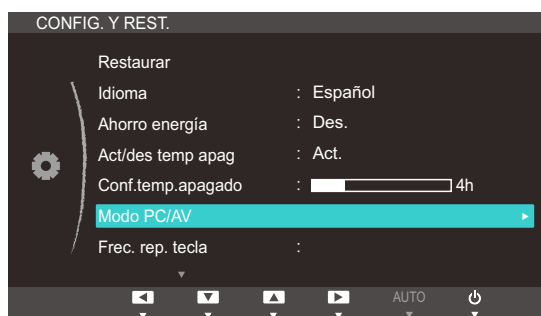 CONFIG. Y REST.
Restaurar
Idioma : Español
Ahorro energía : Des.
Act/des temp apag : Act.
Conf.temp.apagado : 4h
Modo PC/AV
Frec. rep. tecla :
AUTO